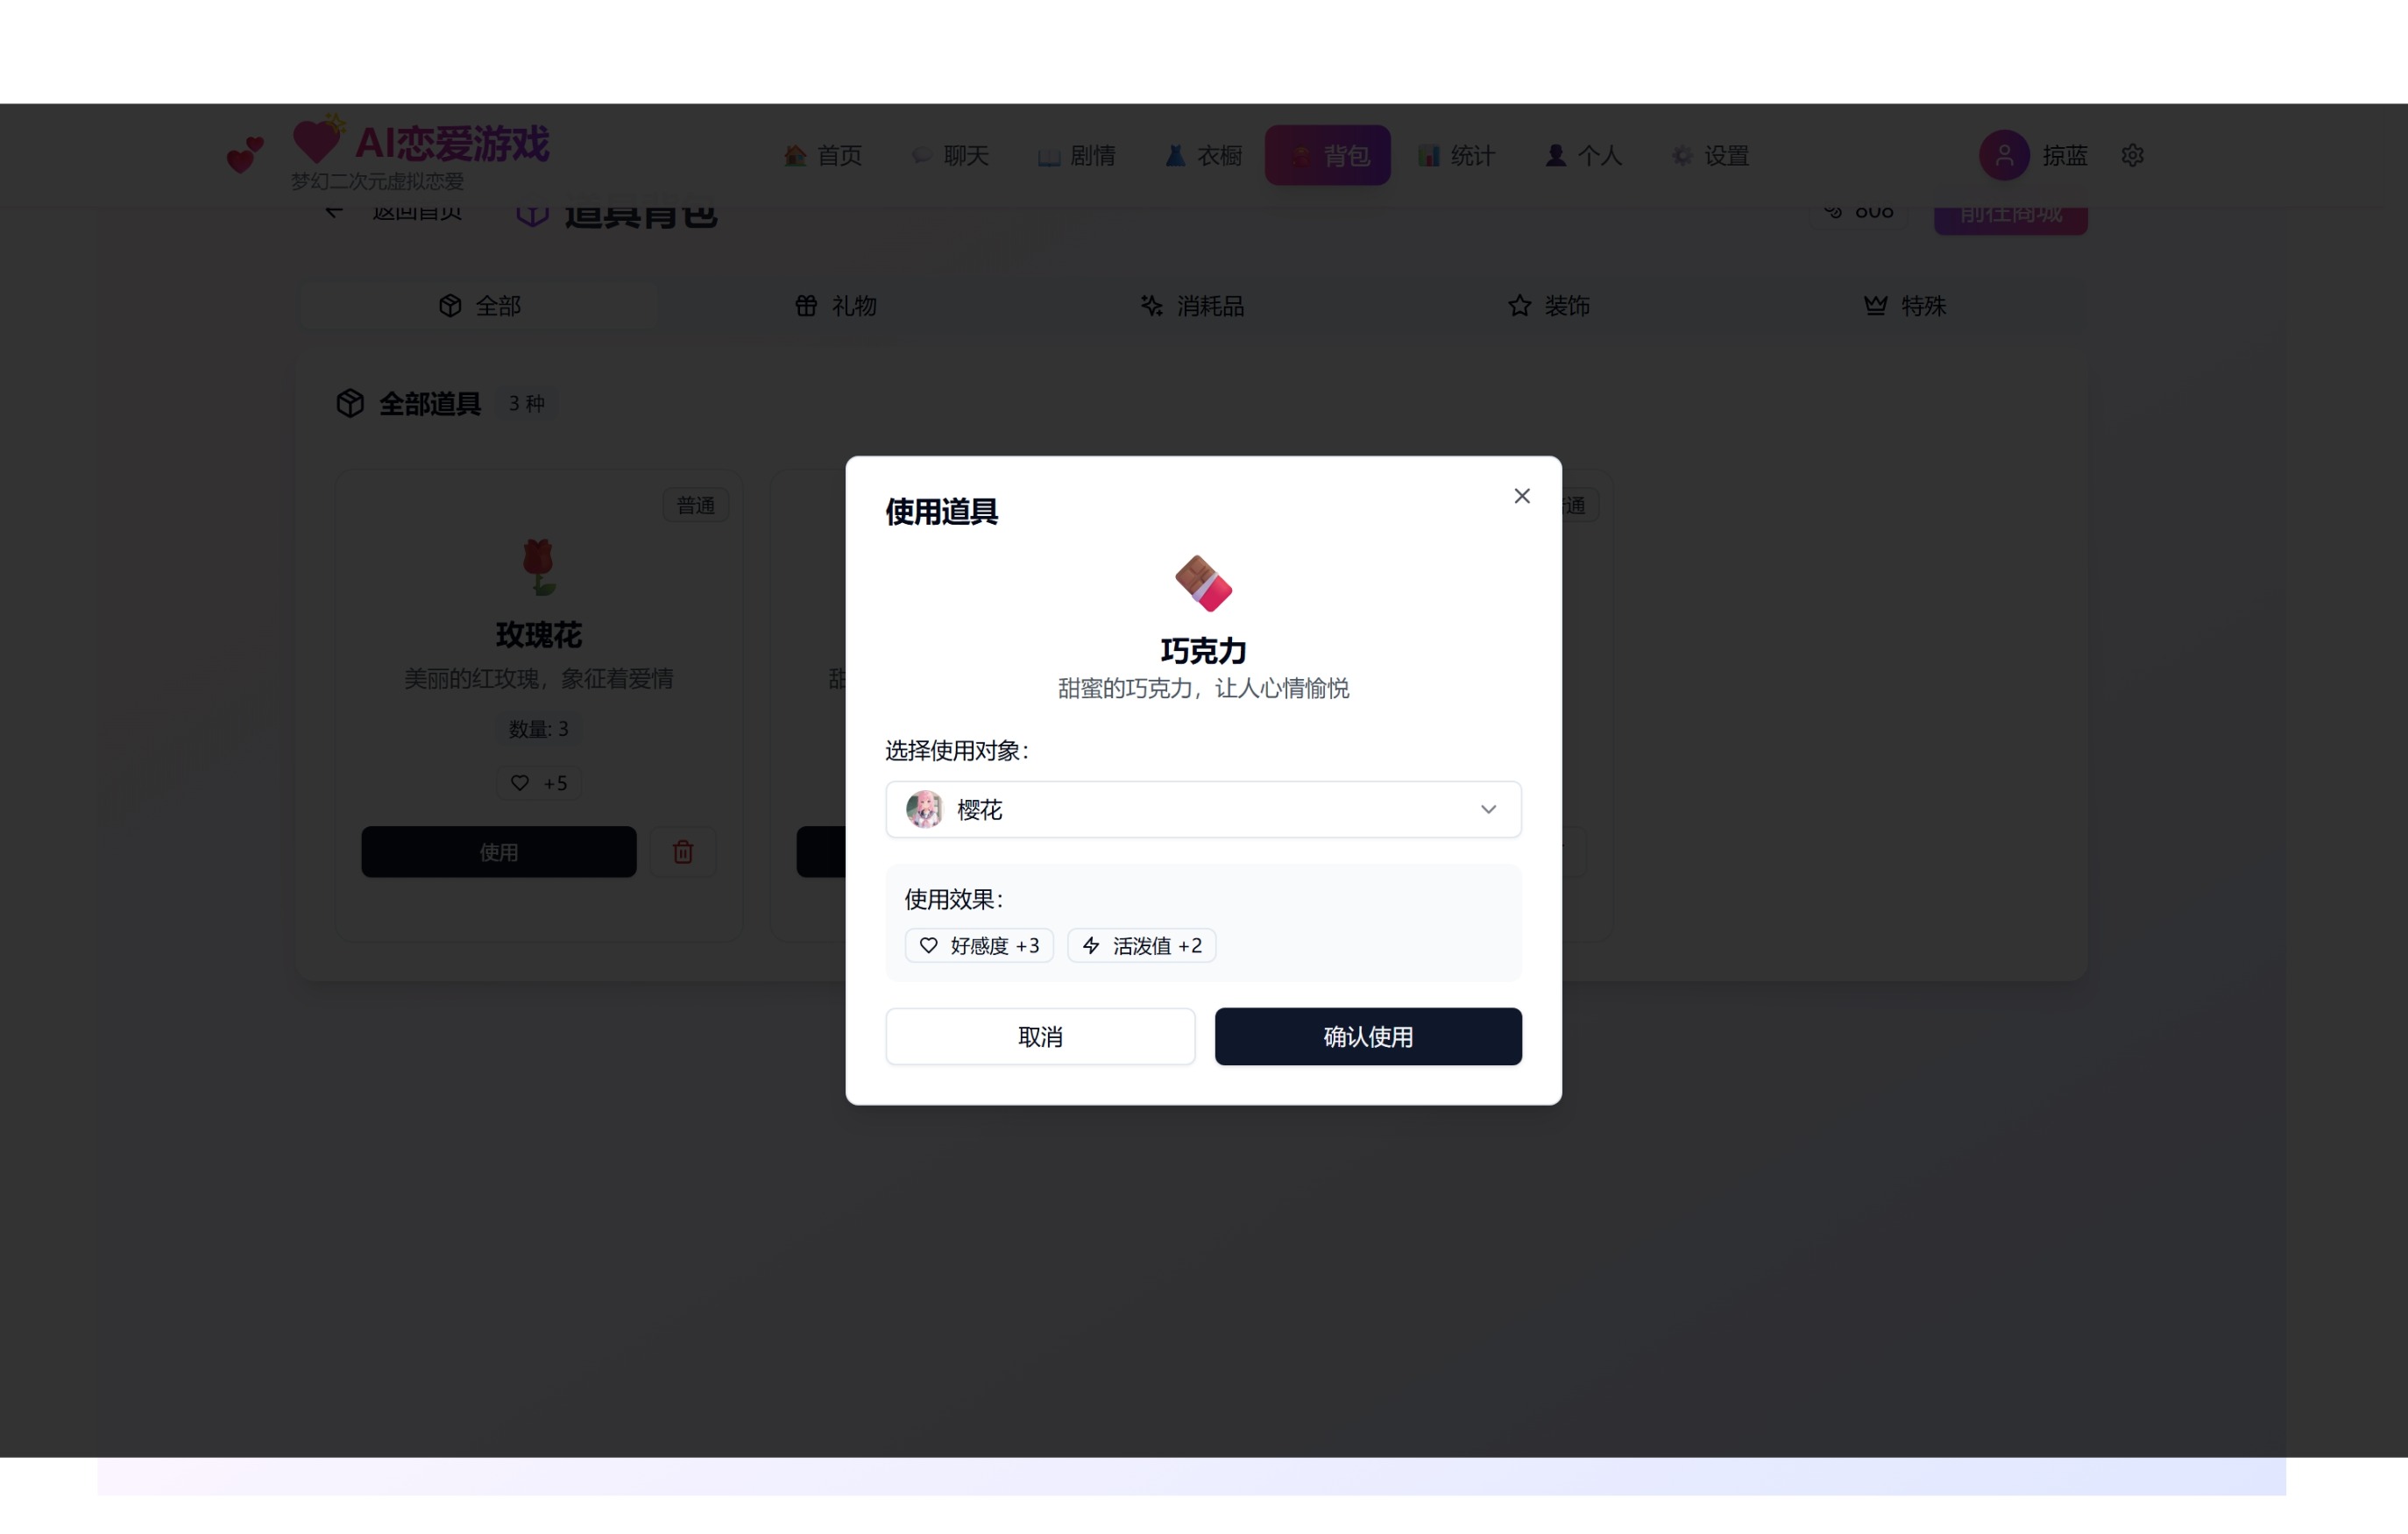 AI恋爱游戏
梦幻二次元虚拟恋爱
首页
聊天
剧情
衣橱
背包
统计
个人
设置
掠蓝
返回首页
道具背包
808
前往商城
全部
礼物
消耗品
装饰
特殊
全部道具
3 种
普通
玫瑰花
美丽的红玫瑰，象征着爱情
数量: 3
+5
使用
甜
通
使用道具
巧克力
甜蜜的巧克力，让人心情愉悦
选择使用对象：
樱花
使用效果：
好感度 +3
活泼值 +2
取消
确认使用